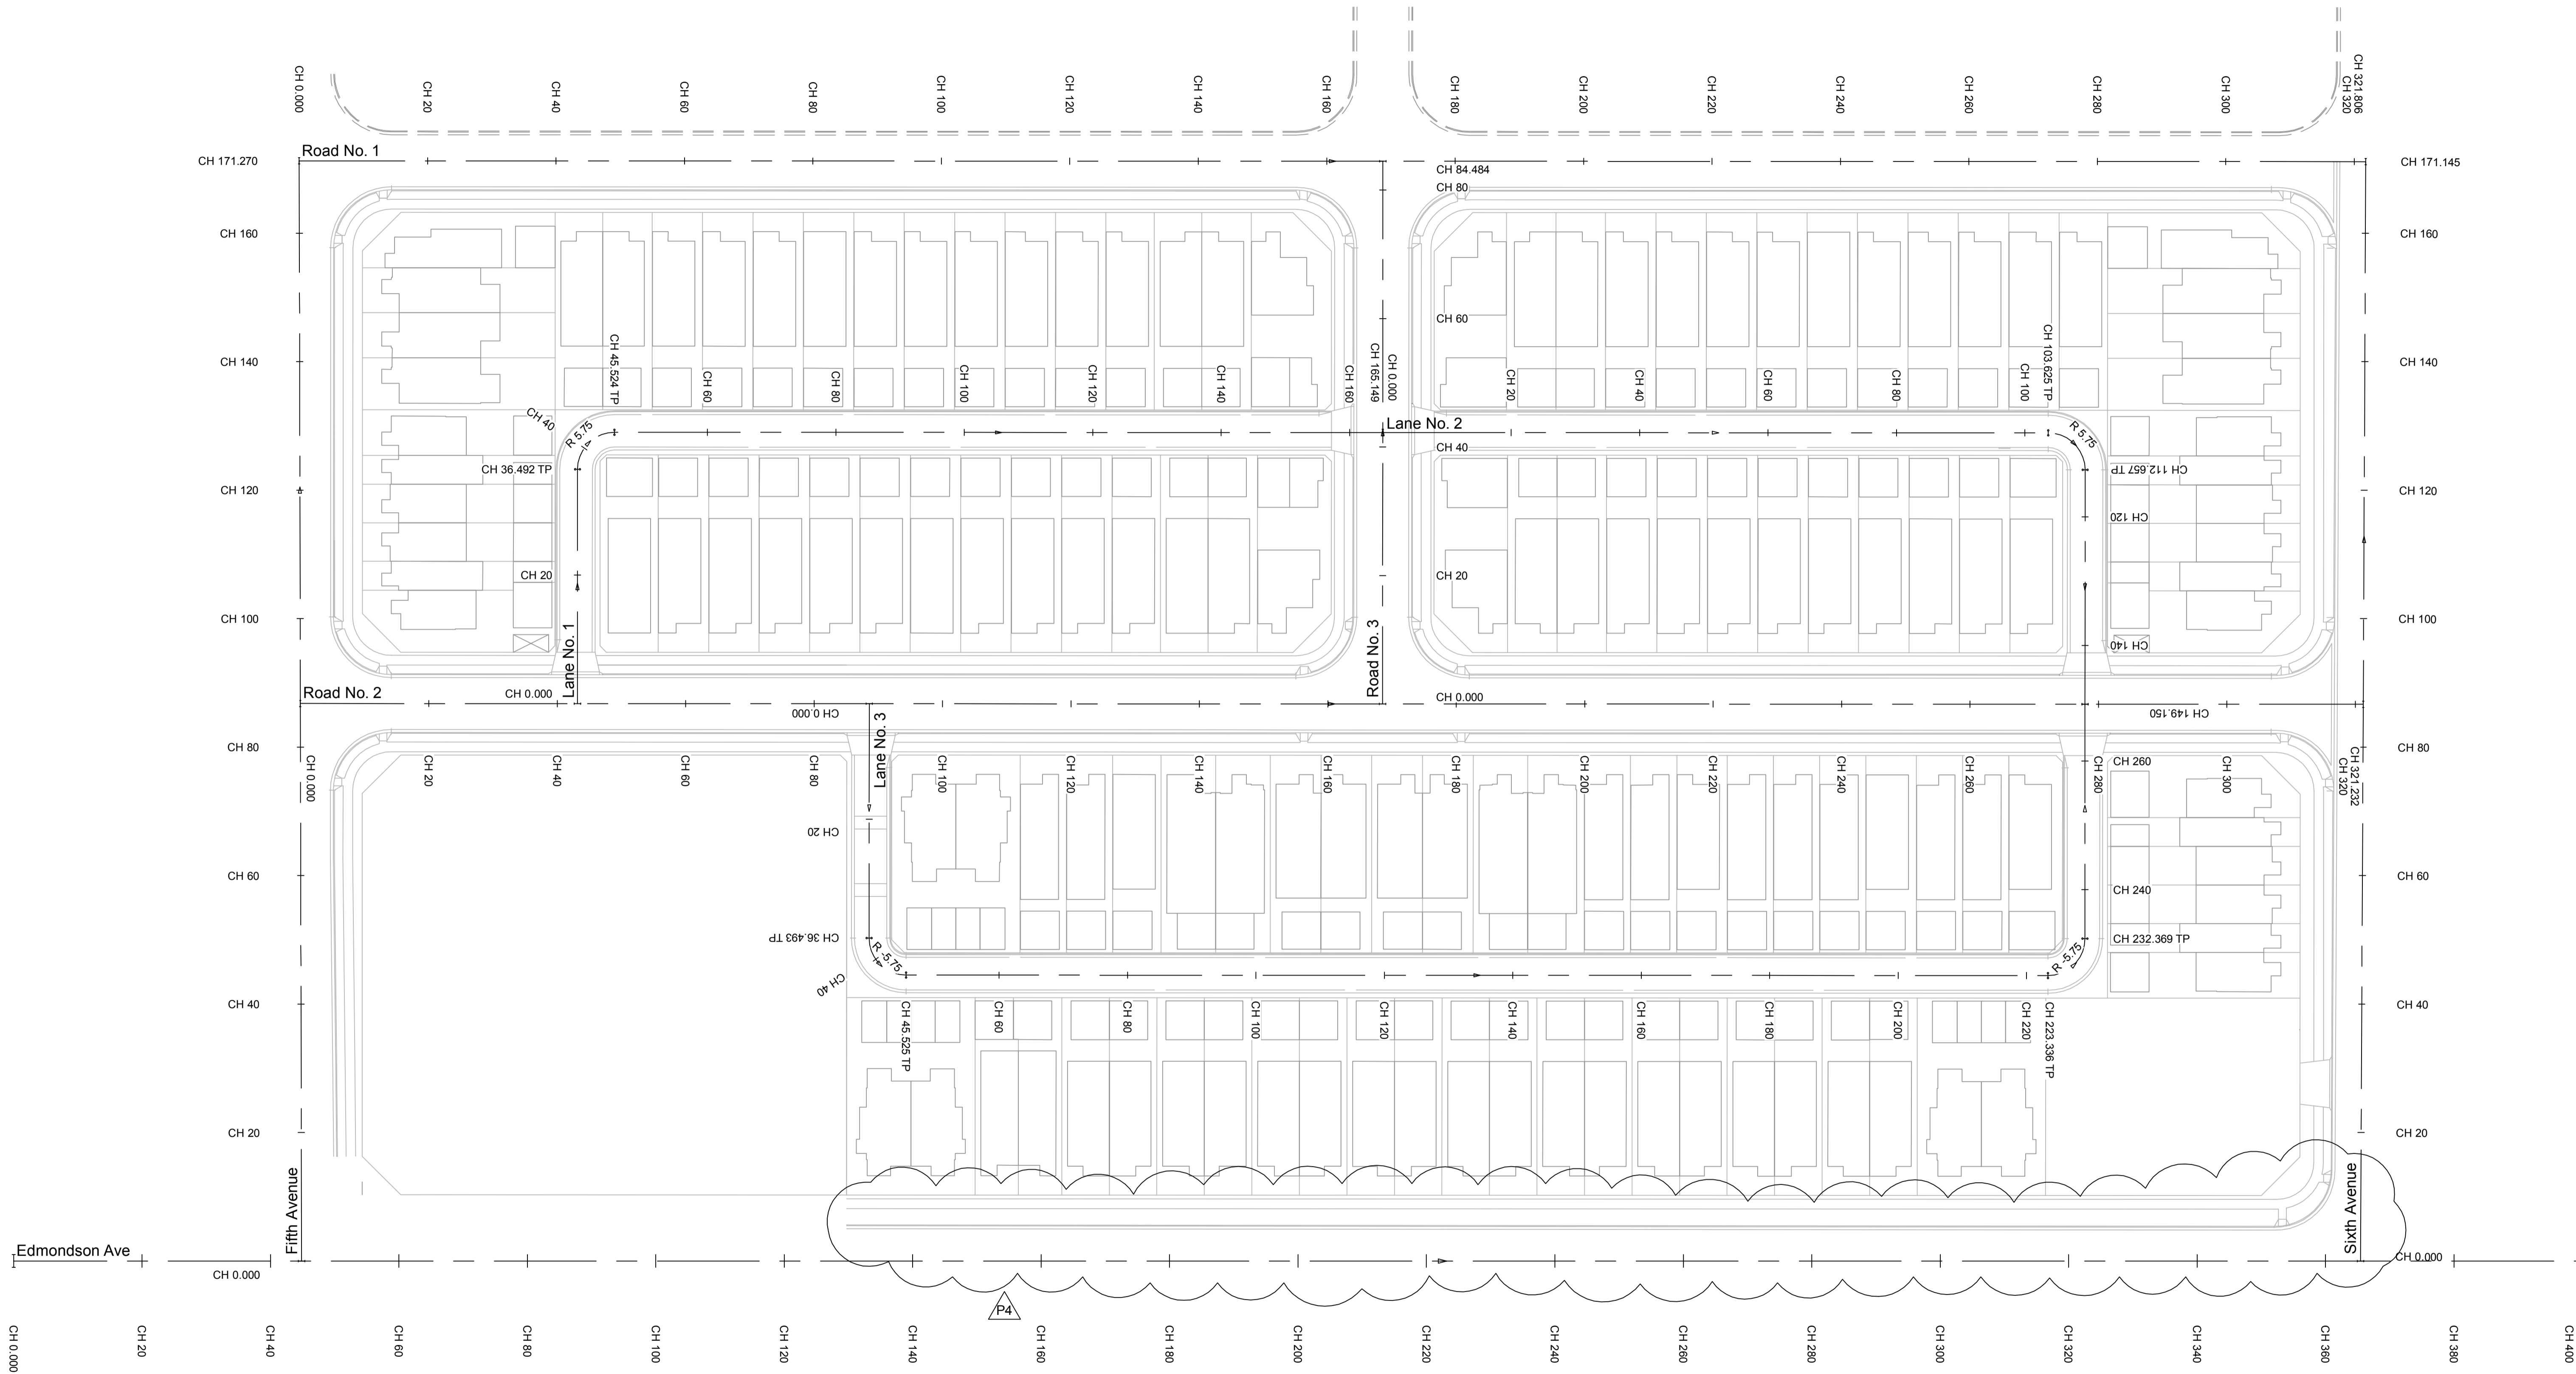 CH 0.000
CH 20
CH 40
CH 60
CH 80
CH 100
CH 120
CH 140
CH 160
CH 180
CH 200
CH 220
CH 240
CH 260
CH 280
CH 300
CH 320
CH 321.806
Road No. 1
CH 171.270
CH 171.145
CH 84.484
CH 80
CH 160
CH 160
CH 60
CH 140
CH 140
CH 45.524 TP
CH 60
CH 80
CH 100
CH 120
CH 140
CH 160
CH 165.149
CH 0.000
CH 20
CH 40
CH 60
CH 80
CH 100
CH 103.625 TP
CH 40
R 5.75
Lane No. 2
R 5.75
CH 40
CH 36.492 TP
CH 112.657 TP
CH 120
CH 120
CH 120
CH 20
CH 20
CH 100
CH 100
Lane No. 1
Road No. 3
CH 140
Road No. 2
CH 0.000
CH 0.000
CH 0.000
CH 149.150
Lane No. 3
CH 80
CH 80
CH 0.000
CH 20
CH 40
CH 60
CH 80
CH 100
CH 120
CH 140
CH 160
CH 180
CH 200
CH 220
CH 240
CH 260
CH 280
CH 300
CH 320
CH 321.232
CH 260
CH 20
CH 60
CH 60
CH 240
CH 36.493 TP
CH 232.369 TP
R -5.75
R -5.75
CH 40
CH 40
CH 40
CH 45.525 TP
CH 60
CH 80
CH 100
CH 120
CH 140
CH 160
CH 180
CH 200
CH 220
CH 223.336 TP
CH 20
CH 20
Fifth Avenue
Sixth Avenue
Edmondson Ave
CH 0.000
CH 0.000
P4
CH 0.000
CH 20
CH 40
CH 60
CH 80
CH 100
CH 120
CH 140
CH 160
CH 180
CH 200
CH 220
CH 240
CH 260
CH 280
CH 300
CH 320
CH 340
CH 360
CH 380
CH 400